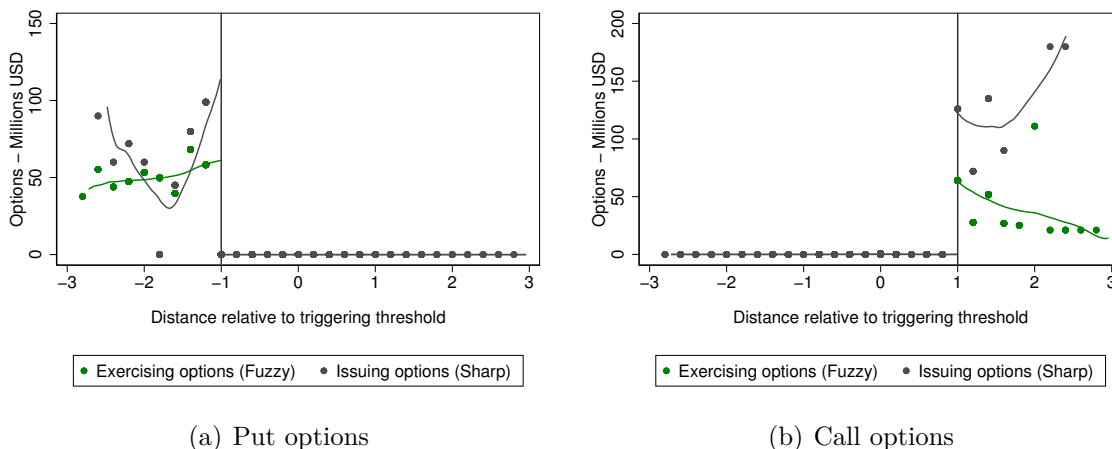 150
100
50
0
Options − Millions USD
−3 −2 −1 0 1 2 3
Distance relative to triggering threshold
Exercising options (Fuzzy) Issuing options (Sharp)
(a) Put options
200
150
100
50
0
Options − Millions USD
−3 −2 −1 0 1 2 3
Distance relative to triggering threshold
Exercising options (Fuzzy) Issuing options (Sharp)
(b) Call options